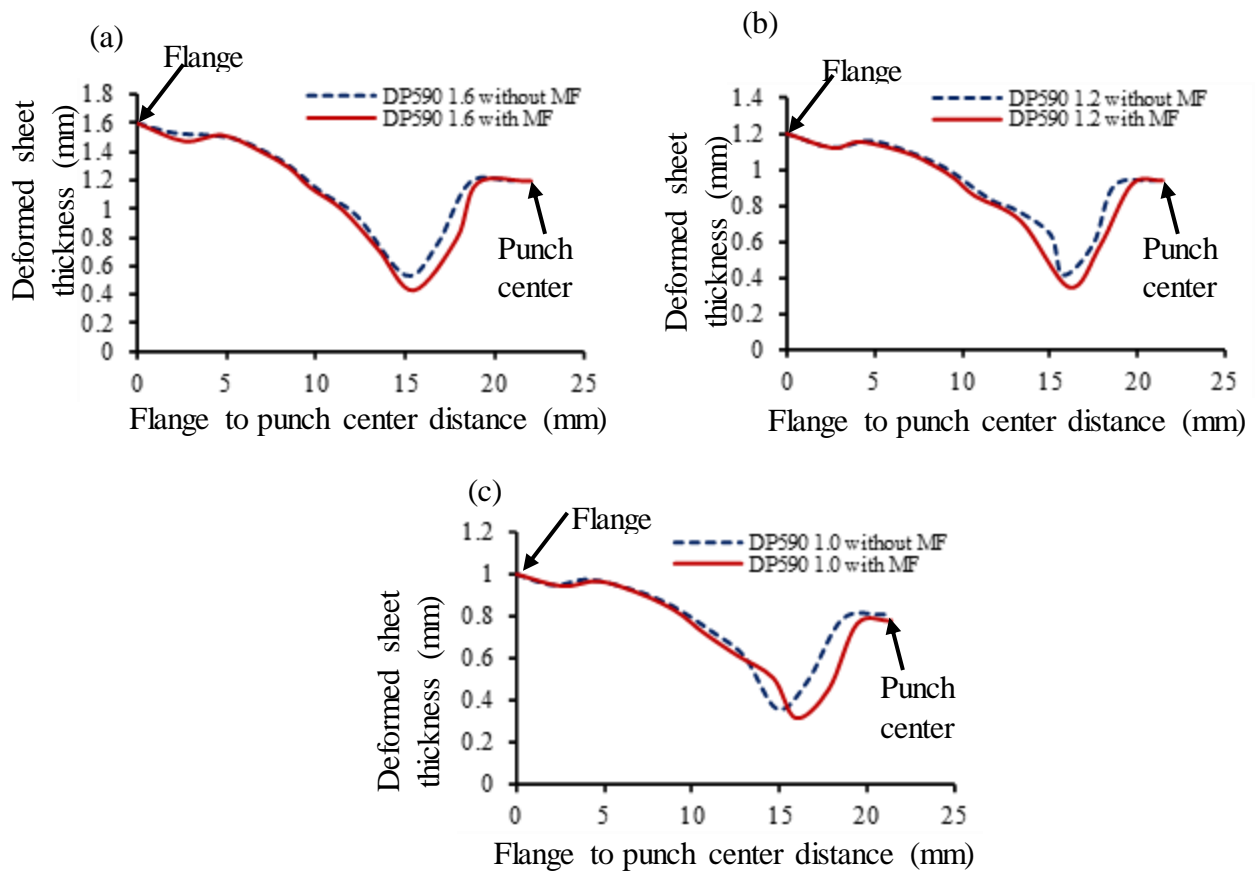 (a)
Flange
DP590 1.6 without MF
DP590 1.6 with MF
1.8
1.6
1.4
1.2
1
0.8
0.6
0.4
0.2
0
0 5 10 15 20 25
Deformed sheet
thickness (mm)
Punch
center
Flange to punch center distance (mm)
(b)
Flange
DP590 1.2 without MF
DP590 1.2 with MF
1.4
1.2
1
0.8
0.6
0.4
0.2
0
0 5 10 15 20 25
Deformed sheet
thickness (mm)
Punch
center
Flange to punch center distance (mm)
(c)
Flange
DP590 1.0 without MF
DP590 1.0 with MF
1.2
1
0.8
0.6
0.4
0.2
0
0 5 10 15 20 25
Deformed sheet
thickness (mm)
Punch
center
Flange to punch center distance (mm)